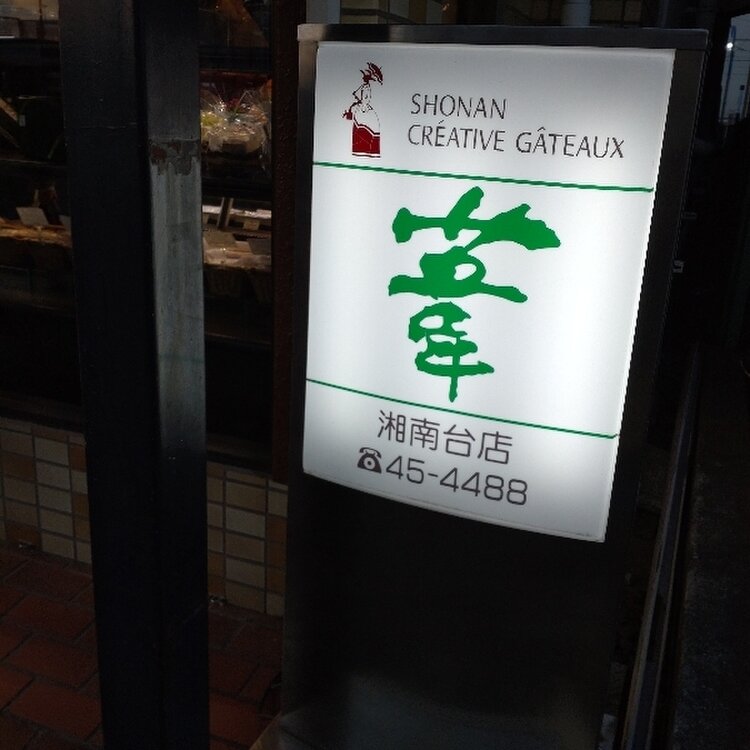 SHONAN
CRÉATIVE GÂTEAUX
葦
湘南台店
☎45-4488